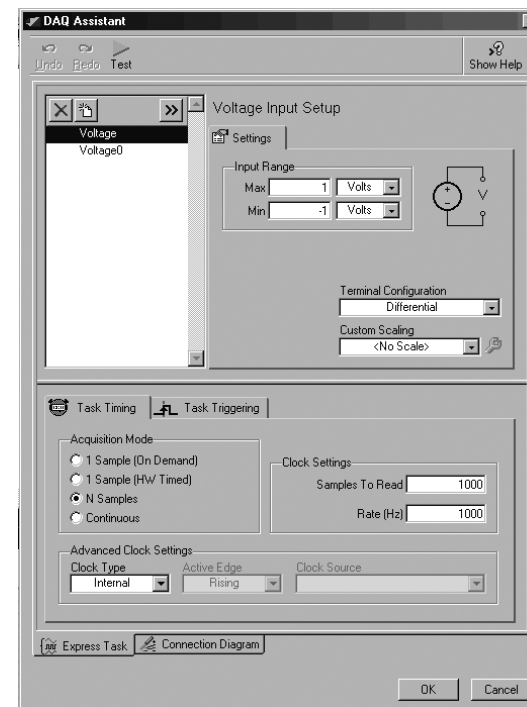 DAQ Assistant
Undo Redo Test
Show Help
Voltage
Voltage0
Voltage Input Setup
Settings
Input Range
Max 1 Volts
Min -1 Volts
V
Terminal Configuration
Differential
Custom Scaling
<No Scale>
Task Timing
Task Triggering
Acquisition Mode
1 Sample (On Demand)
1 Sample (HW Timed)
N Samples
Continuous
Clock Settings
Samples To Read 1000
Rate (Hz) 1000
Advanced Clock Settings
Clock Type Active Edge Clock Source
Internal Rising
Express Task
Connection Diagram
OK Cancel